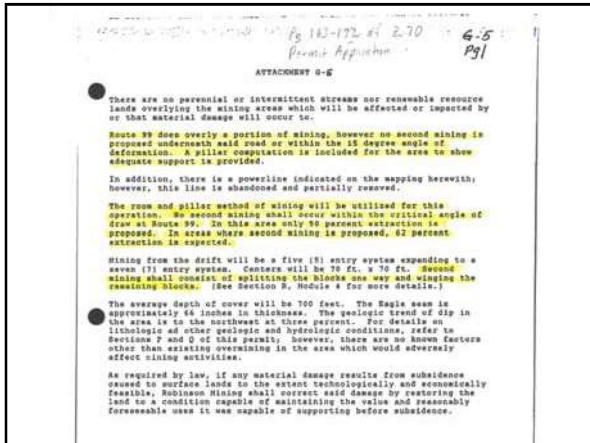 Pg 163-172 of 270
G-5
Permit Application
Pg1
ATTACHMENT G-5
There are no perennial or intermittent streams nor renewable resource
lands overlying the mining areas which will be affected or impacted by
or that material damage will occur to.
Route 99 does overly a portion of mining, however no second mining is
proposed underneath said road or within the 15 degree angle of
deformation. A pillar computation is included for the area to show
adequate support is provided.
In addition, there is a powerline indicated on the mapping herewith;
however, this line is abandoned and partially removed.
The room and pillar method of mining will be utilized for this
operation. No second mining shall occur within the critical angle of
draw at Route 99. In this area only 50 percent extraction is
proposed. In areas where second mining is proposed, 62 percent
extraction is expected.
Mining from the drift will be a five (5) entry system expanding to a
seven (7) entry system. Centers will be 70 ft. x 70 ft. Second
mining shall consist of splitting the blocks one way and winging the
remaining blocks. (See Section R, Module 4 for more details.)
The average depth of cover will be 700 feet. The Eagle seam is
approximately 66 inches in thickness. The geologic trend of dip in
the area is to the northwest at three percent. For details on
lithologic ad other geologic and hydrologic conditions, refer to
Sections P and Q of this permit; however, there are no known factors
other than existing overmining in the area which would adversely
affect mining activities.
As required by law, if any material damage results from subsidence
caused to surface lands to the extent technologically and economically
feasible, Robinson Mining shall correct said damage by restoring the
land to a condition capable of maintaining the value and reasonably
foreseeable uses it was capable of supporting before subsidence.